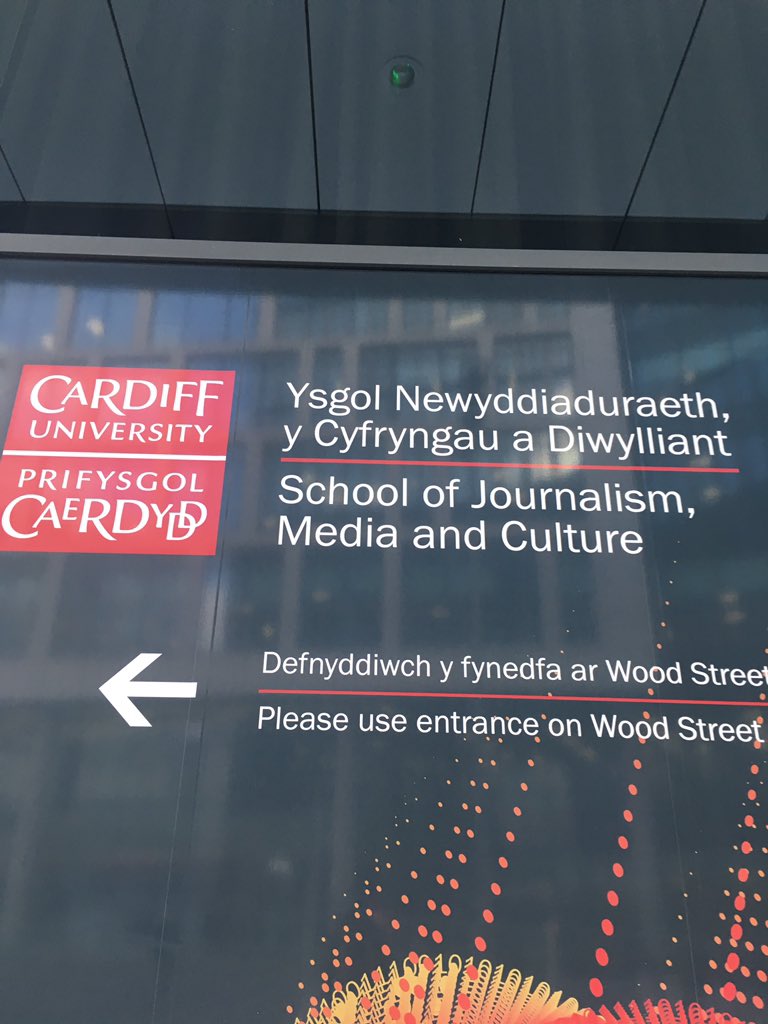 CARDIFF
UNIVERSITY
PRIFYSGOL
CAERDYDD
Ysgol Newyddiaduraeth,
y Cyfryngau a Diwylliant
School of Journalism,
Media and Culture
Defnyddiwch y fynedfa ar Wood Street
Please use entrance on Wood Street